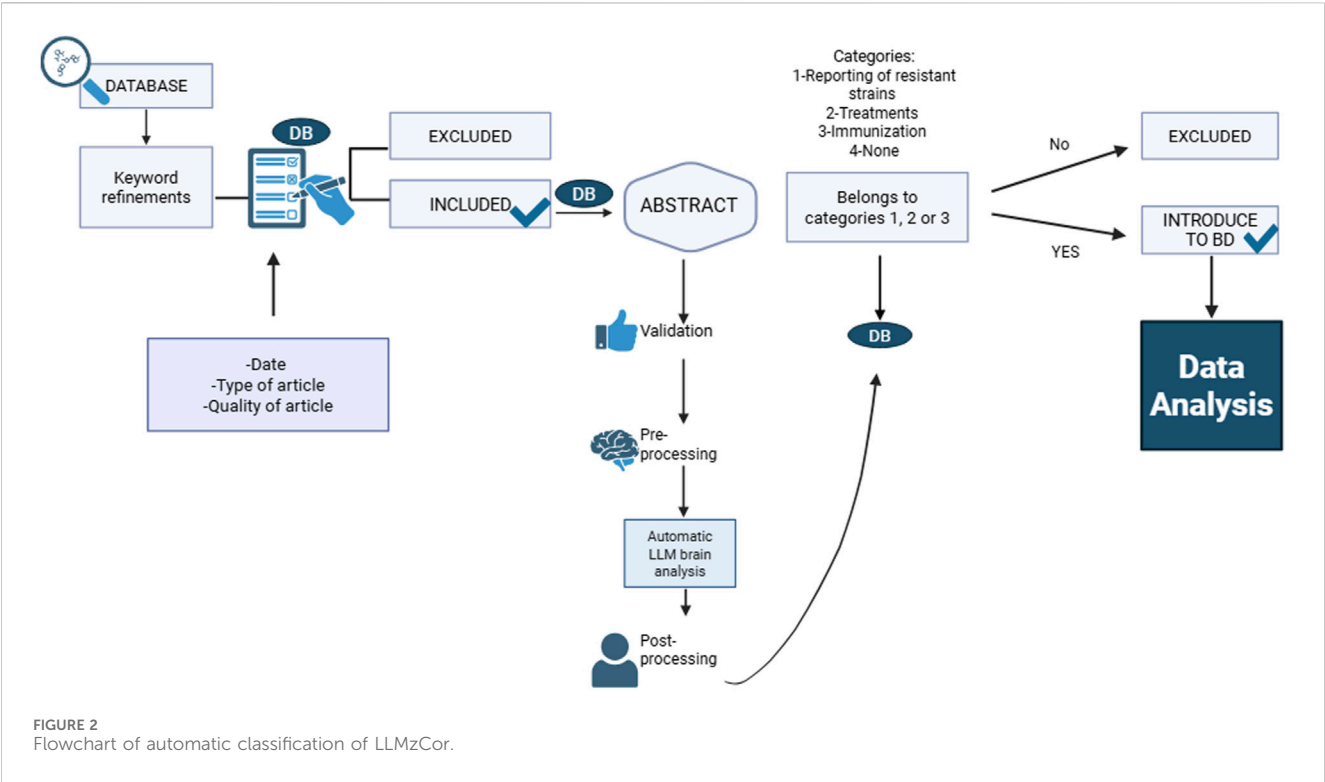 DATABASE
Keyword
refinements
DB
-Date
-Type of article
-Quality of article
EXCLUDED
INCLUDED
DB
ABSTRACT
Validation
Pre-
processing
Automatic
LLM brain
analysis
Post-
processing
Categories:
1-Reporting of resistant
strains
2-Treatments
3-Immunization
4-None
Belongs to
categories 1, 2 or 3
DB
No
YES
EXCLUDED
INTRODUCE
TO BD
Data
Analysis
FIGURE 2
Flowchart of automatic classification of LLMzCor.